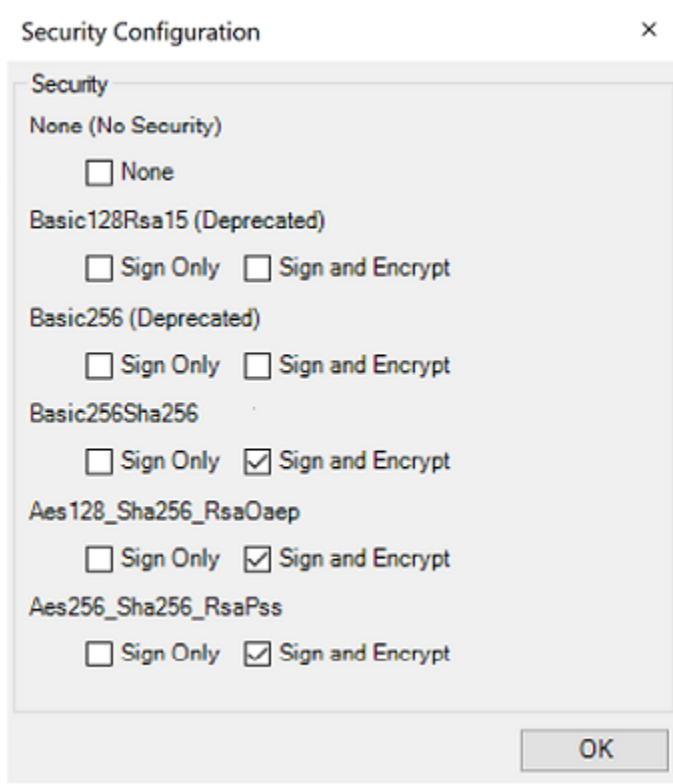 Security Configuration
Security
None (No Security)
None
Basic128Rsa15 (Deprecated)
Sign Only Sign and Encrypt
Basic256 (Deprecated)
Sign Only Sign and Encrypt
Basic256Sha256
Sign Only Sign and Encrypt
Aes128_Sha256_RsaOaep
Sign Only Sign and Encrypt
Aes256_Sha256_RsaPss
Sign Only Sign and Encrypt
OK